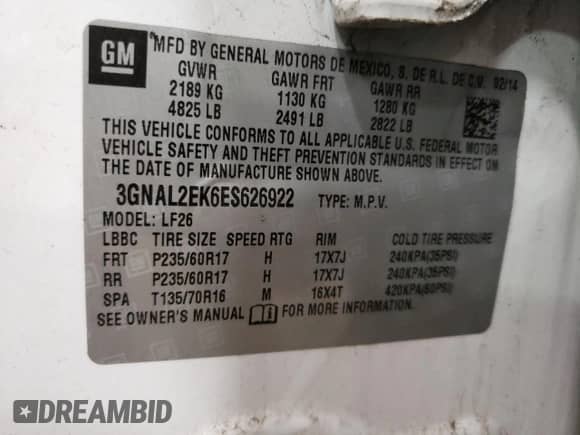 GM MFD BY GENERAL MOTORS DE MEXICO, S. DE R.L. DE C.V. 02/14
GVWR GAWR FRT GAWR RR
2189 KG 1130 KG 1280 KG
4825 LB 2491 LB 2822 LB
THIS VEHICLE CONFORMS TO ALL APPLICABLE U.S. FEDERAL MOTOR
VEHICLE SAFETY AND THEFT PREVENTION STANDARDS IN EFFECT ON
THE DATE OF MANUFACTURE SHOWN ABOVE.
3GNAL2EK6ES626922 TYPE: M.P.V.
MODEL: LF26
LBBC TIRE SIZE SPEED RTG RIM COLD TIRE PRESSURE
FRT P235/60R17 H 17X7J 240KPA(35PSI)
RR P235/60R17 H 17X7J 240KPA(35PSI)
SPA T135/70R16 M 16X4T 420KPA(60PSI)
SEE OWNER'S MANUAL FOR MORE INFORMATION.
DREAMBID